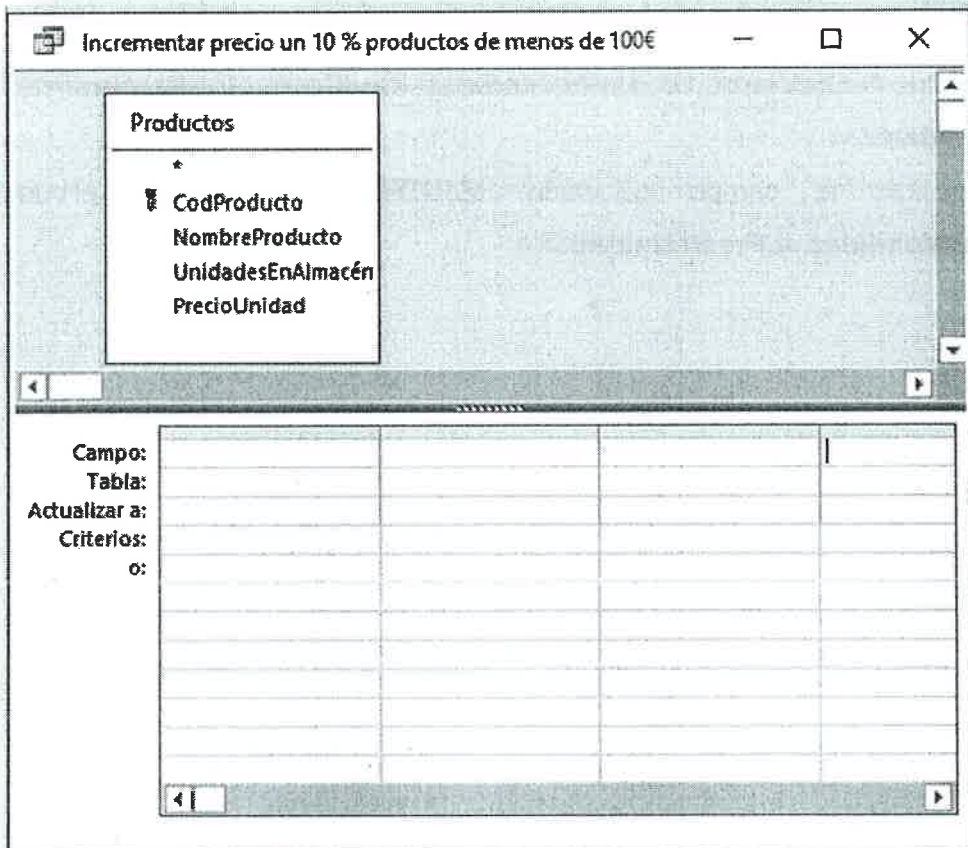 Incrementar precio un 10 % productos de menos de 100€
Productos
*
CodProducto
NombreProducto
UnidadesEnAlmacén
PrecioUnidad
Campo:
Tabla:
Actualizar a:
Criterios:
o: